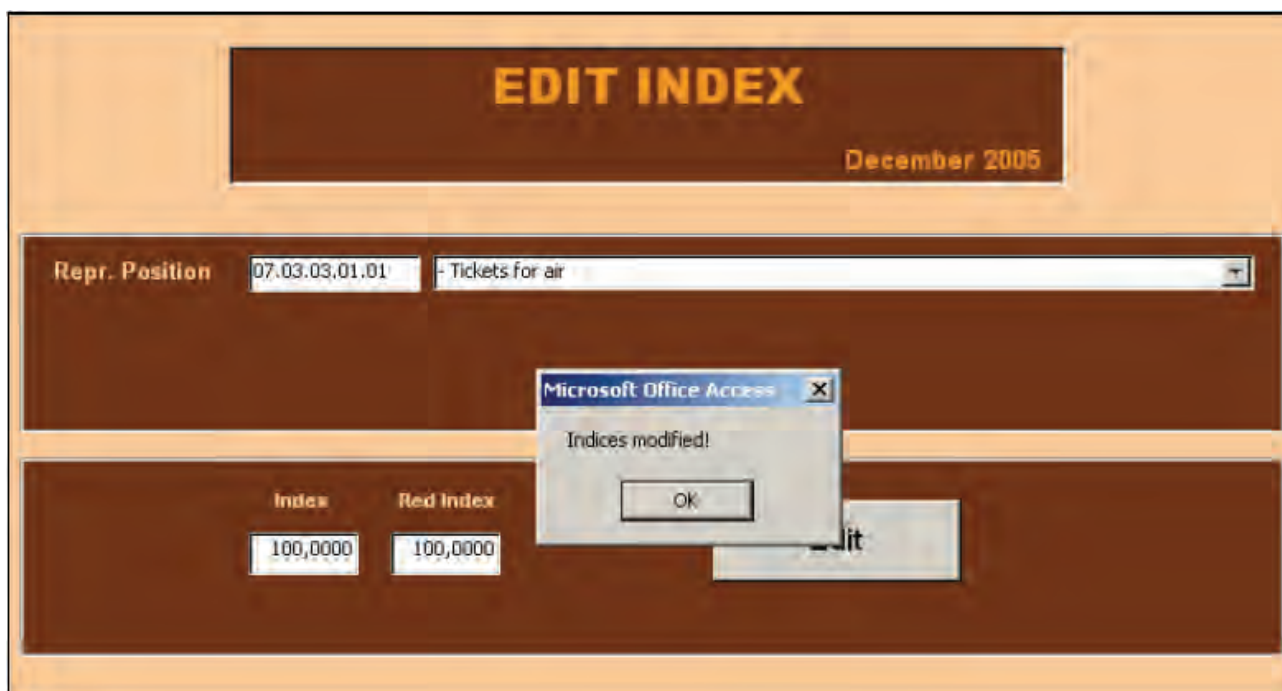 EDIT INDEX
December 2005
Repr. Position 07.03.03.01.01 - Tickets for air
Microsoft Office Access
Indices modified!
OK
Index Red Index
100,0000 100,0000